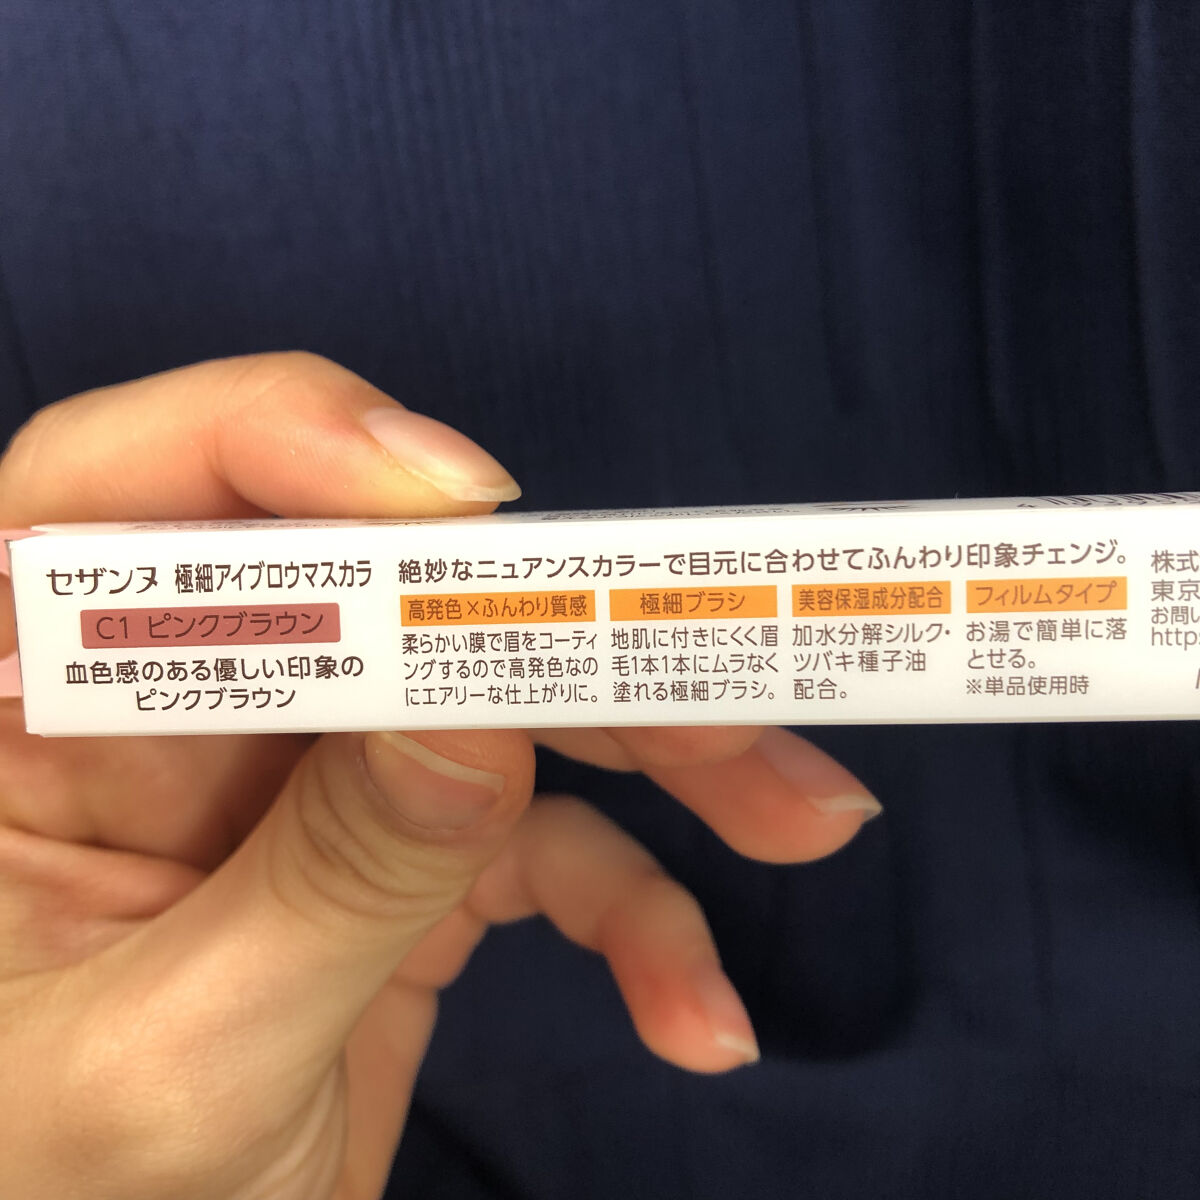 セザンヌ 極細アイブロウマスカラ
C1 ピンクブラウン
血色感のある優しい印象の
ピンクブラウン
絶妙なニュアンスカラーで目元に合わせてふんわり印象チェンジ。
高発色×ふんわり質感
柔らかい膜で眉をコーティ
ングするので高発色なの
にエアリーな仕上がりに。
極細ブラシ
地肌に付きにくく眉
毛1本1本にムラなく
塗れる極細ブラシ。
美容保湿成分配合
加水分解シルク・
ツバキ種子油
配合。
フィルムタイプ
お湯で簡単に落
とせる。
※単品使用時
株式
東京
お問い
http